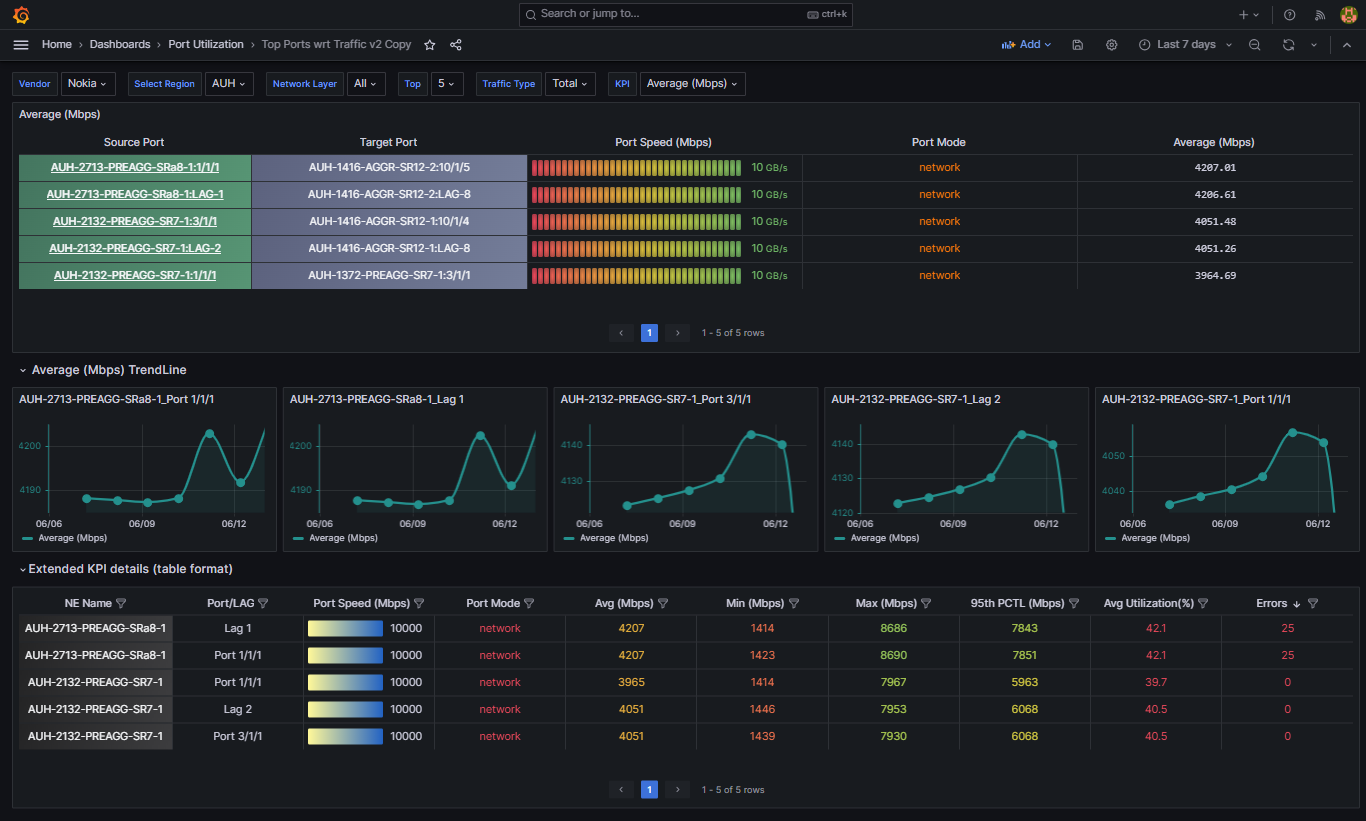 Search or jump to... ctrl+k
Home › Dashboards › Port Utilization › Top Ports wrt Traffic v2 Copy Add Last 7 days
Vendor Nokia Select Region AUH Network Layer All Top 5 Traffic Type Total KPI Average (Mbps)
Average (Mbps)
Source Port Target Port Port Speed (Mbps) Port Mode Average (Mbps)
AUH-2713-PREAGG-SRa8-1:1/1/1 AUH-1416-AGGR-SR12-2:10/1/5 10 GB/s network 4207.01
AUH-2713-PREAGG-SRa8-1:LAG-1 AUH-1416-AGGR-SR12-2:LAG-8 10 GB/s network 4206.61
AUH-2132-PREAGG-SR7-1:3/1/1 AUH-1416-AGGR-SR12-1:10/1/4 10 GB/s network 4051.48
AUH-2132-PREAGG-SR7-1:LAG-2 AUH-1416-AGGR-SR12-1:LAG-8 10 GB/s network 4051.26
AUH-2132-PREAGG-SR7-1:1/1/1 AUH-1372-PREAGG-SR7-1:3/1/1 10 GB/s network 3964.69
‹ 1 › 1 - 5 of 5 rows
Average (Mbps) TrendLine
AUH-2713-PREAGG-SRa8-1_Port 1/1/1
4200
4190
06/06 06/09 06/12
Average (Mbps)
AUH-2713-PREAGG-SRa8-1_Lag 1
4200
4190
06/06 06/09 06/12
Average (Mbps)
AUH-2132-PREAGG-SR7-1_Port 3/1/1
4140
4130
06/06 06/09 06/12
Average (Mbps)
AUH-2132-PREAGG-SR7-1_Lag 2
4140
4130
4120
06/06 06/09 06/12
Average (Mbps)
AUH-2132-PREAGG-SR7-1_Port 1/1/1
4050
4040
06/06 06/09 06/12
Average (Mbps)
Extended KPI details (table format)
NE Name Port/LAG Port Speed (Mbps) Port Mode Avg (Mbps) Min (Mbps) Max (Mbps) 95th PCTL (Mbps) Avg Utilization(%) Errors ↓
AUH-2713-PREAGG-SRa8-1 Lag 1 10000 network 4207 1414 8686 7843 42.1 25
AUH-2713-PREAGG-SRa8-1 Port 1/1/1 10000 network 4207 1423 8690 7851 42.1 25
AUH-2132-PREAGG-SR7-1 Port 1/1/1 10000 network 3965 1414 7967 5963 39.7 0
AUH-2132-PREAGG-SR7-1 Lag 2 10000 network 4051 1446 7953 6068 40.5 0
AUH-2132-PREAGG-SR7-1 Port 3/1/1 10000 network 4051 1439 7930 6068 40.5 0
‹ 1 › 1 - 5 of 5 rows